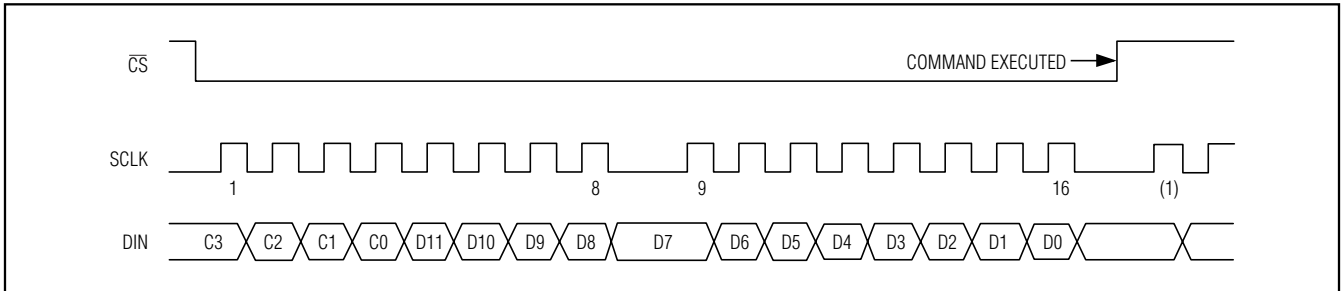 CS
COMMAND EXECUTED
SCLK
1 8 9 16 (1)
DIN C3 C2 C1 C0 D11 D10 D9 D8 D7 D6 D5 D4 D3 D2 D1 D0